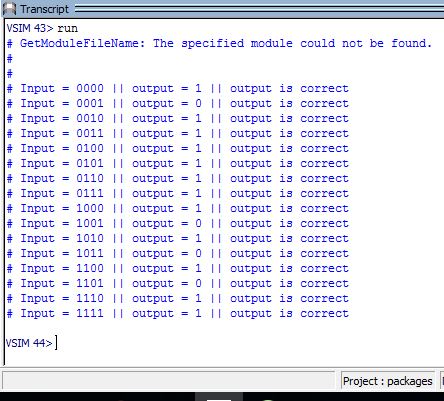 Transcript
VSIM 43> run
# GetModuleFileName: The specified module could not be found.
#
#
# Input = 0000 || output = 1 || output is correct
# Input = 0001 || output = 0 || output is correct
# Input = 0010 || output = 1 || output is correct
# Input = 0011 || output = 1 || output is correct
# Input = 0100 || output = 1 || output is correct
# Input = 0101 || output = 1 || output is correct
# Input = 0110 || output = 1 || output is correct
# Input = 0111 || output = 1 || output is correct
# Input = 1000 || output = 1 || output is correct
# Input = 1001 || output = 0 || output is correct
# Input = 1010 || output = 1 || output is correct
# Input = 1011 || output = 0 || output is correct
# Input = 1100 || output = 1 || output is correct
# Input = 1101 || output = 0 || output is correct
# Input = 1110 || output = 1 || output is correct
# Input = 1111 || output = 1 || output is correct
VSIM 44>
Project : packages